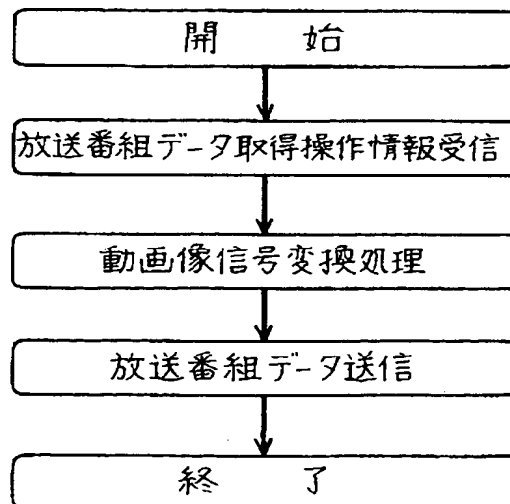 開 始
放送番組データ取得操作情報受信
動画像信号変換処理
放送番組データ送信
終 了